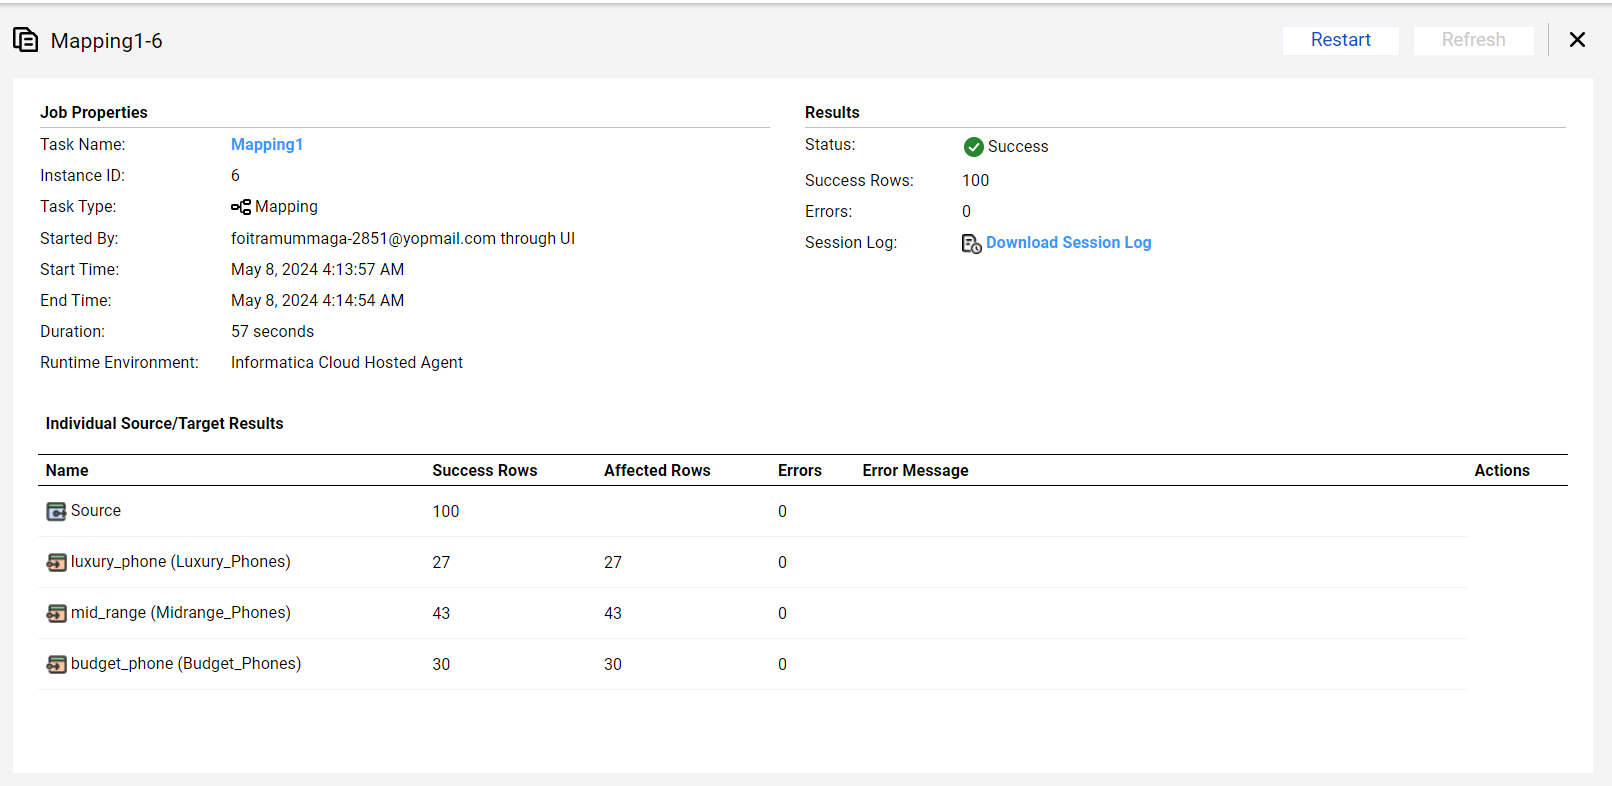 Mapping1-6
Restart
Refresh
Job Properties
Task Name: Mapping1
Instance ID: 6
Task Type: Mapping
Started By: foitramummaga-2851@yopmail.com through UI
Start Time: May 8, 2024 4:13:57 AM
End Time: May 8, 2024 4:14:54 AM
Duration: 57 seconds
Runtime Environment: Informatica Cloud Hosted Agent
Results
Status: Success
Success Rows: 100
Errors: 0
Session Log: Download Session Log
Individual Source/Target Results
Name Success Rows Affected Rows Errors Error Message Actions
Source 100 0
luxury_phone (Luxury_Phones) 27 27 0
mid_range (Midrange_Phones) 43 43 0
budget_phone (Budget_Phones) 30 30 0